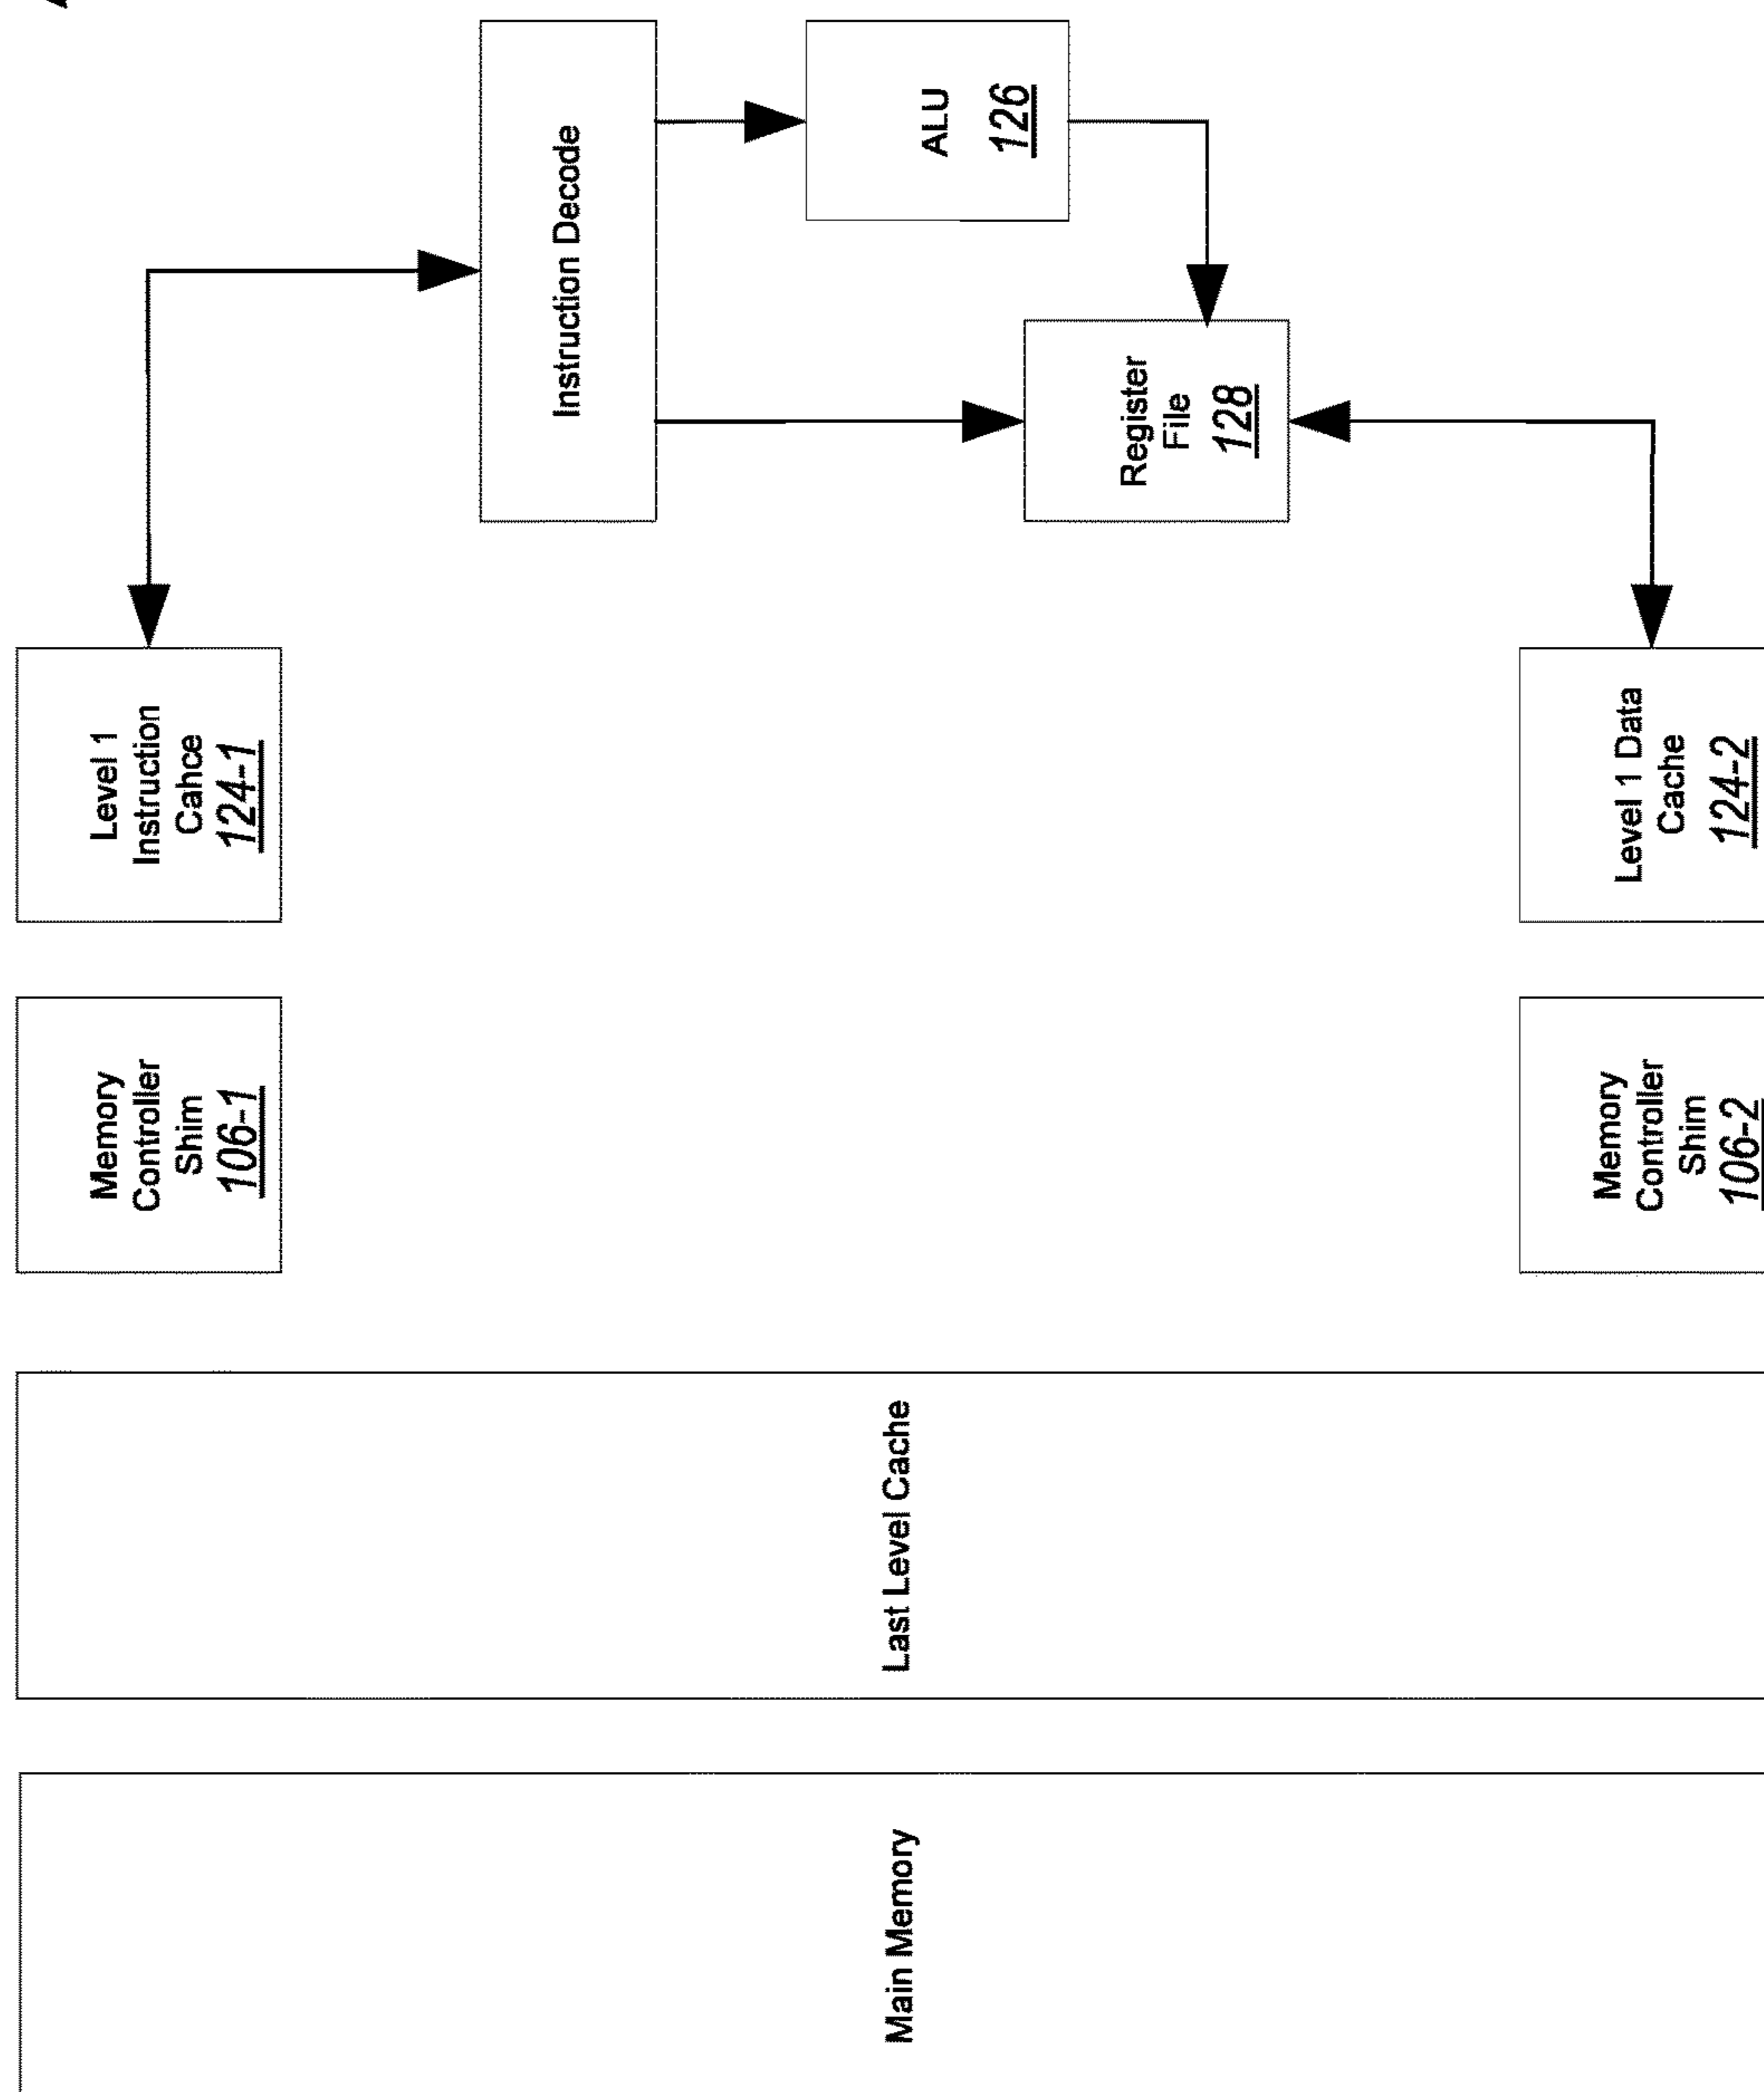 Main Memory
Last Level Cache
Memory
Controller
Shim
106-1
Level 1
Instruction
Cahce
124-1
Instruction Decode
ALU
126
Register
File
128
Memory
Controller
Shim
106-2
Level 1 Data
Cache
124-2